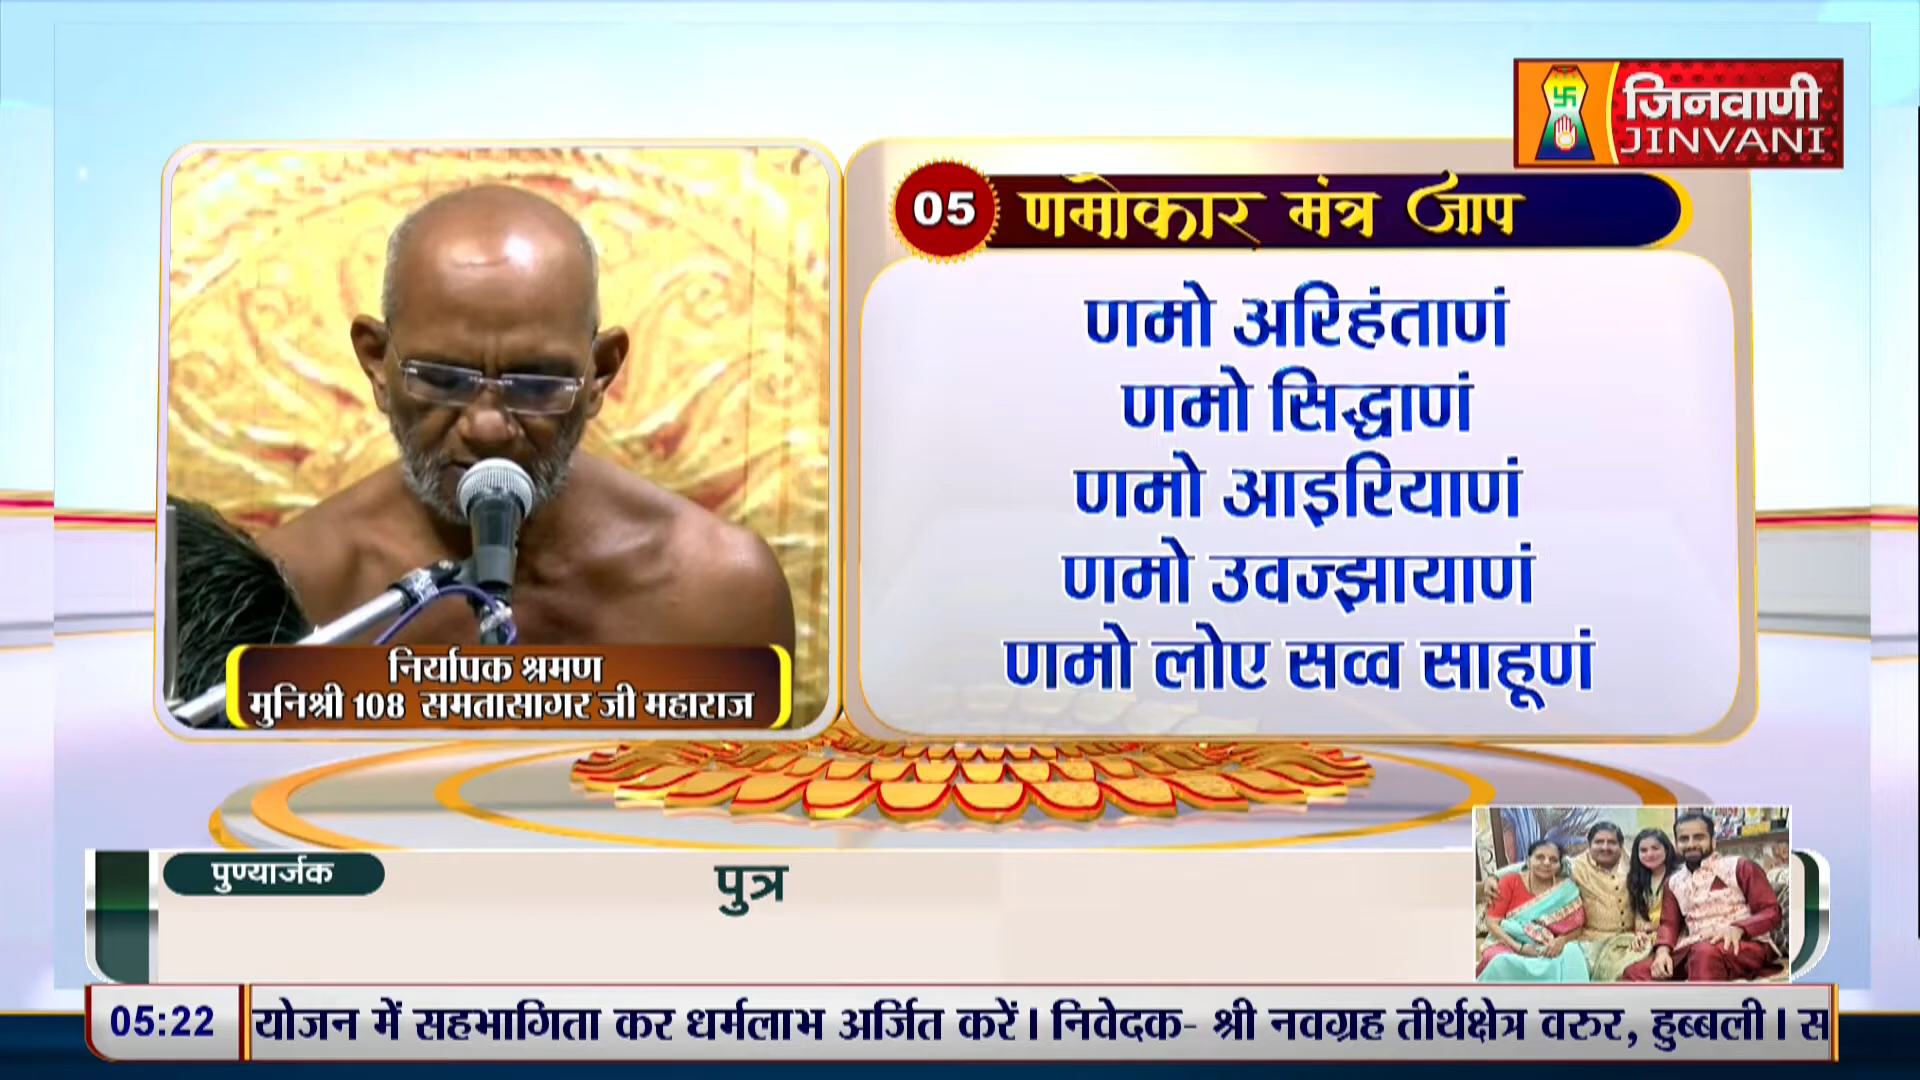 जिनवाणी
JINVANI
05 णमोकार मंत्र जाप
णमो अरिहंताणं
णमो सिद्धाणं
णमो आइरियाणं
णमो उवज्झायाणं
णमो लोए सव्व साहूणं
निर्यापक श्रमण
मुनिश्री 108 समतासागर जी महाराज
पुण्यार्जक
पुत्र
05:22 योजन में सहभागिता कर धर्मलाभ अर्जित करें। निवेदक- श्री नवग्रह तीर्थक्षेत्र वरुर, हुब्बली। स